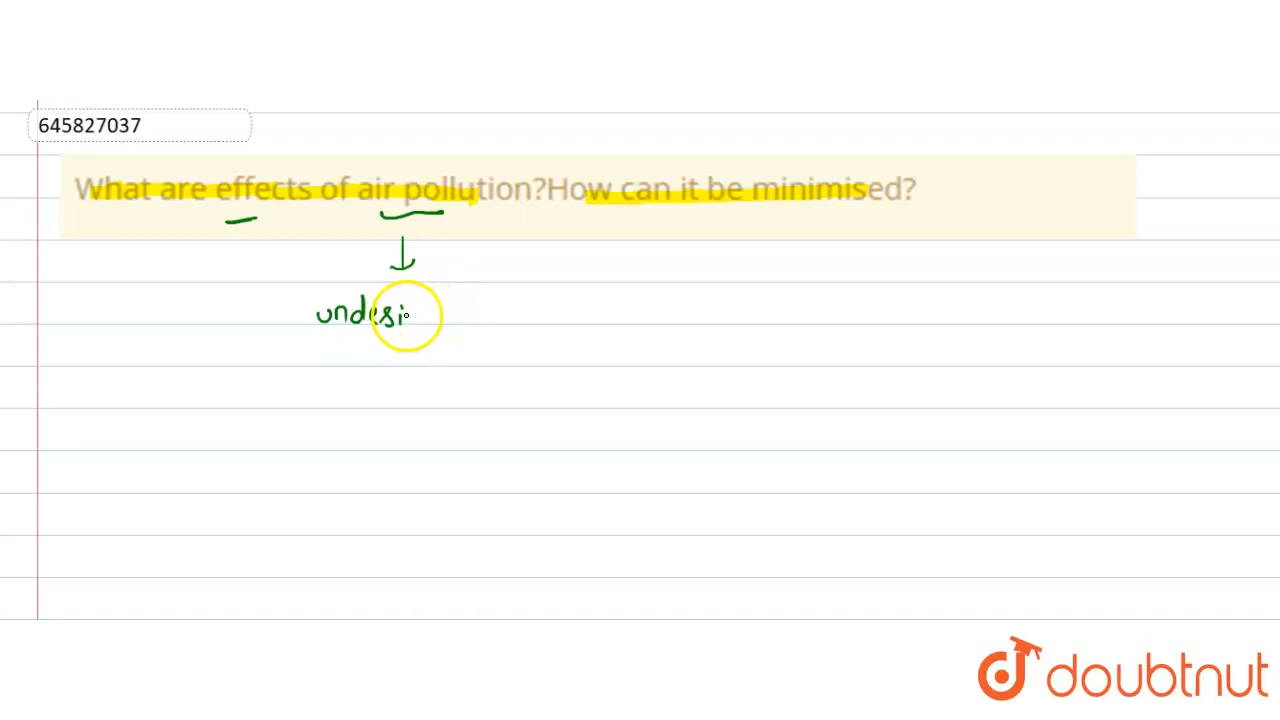 645827037
What are effects of air pollution?How can it be minimised?
undesi
doubtnut